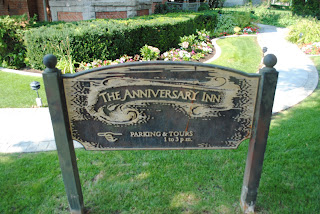 THE ANNIVERSARY INN
PARKING & TOURS
1 to 3 p.m.